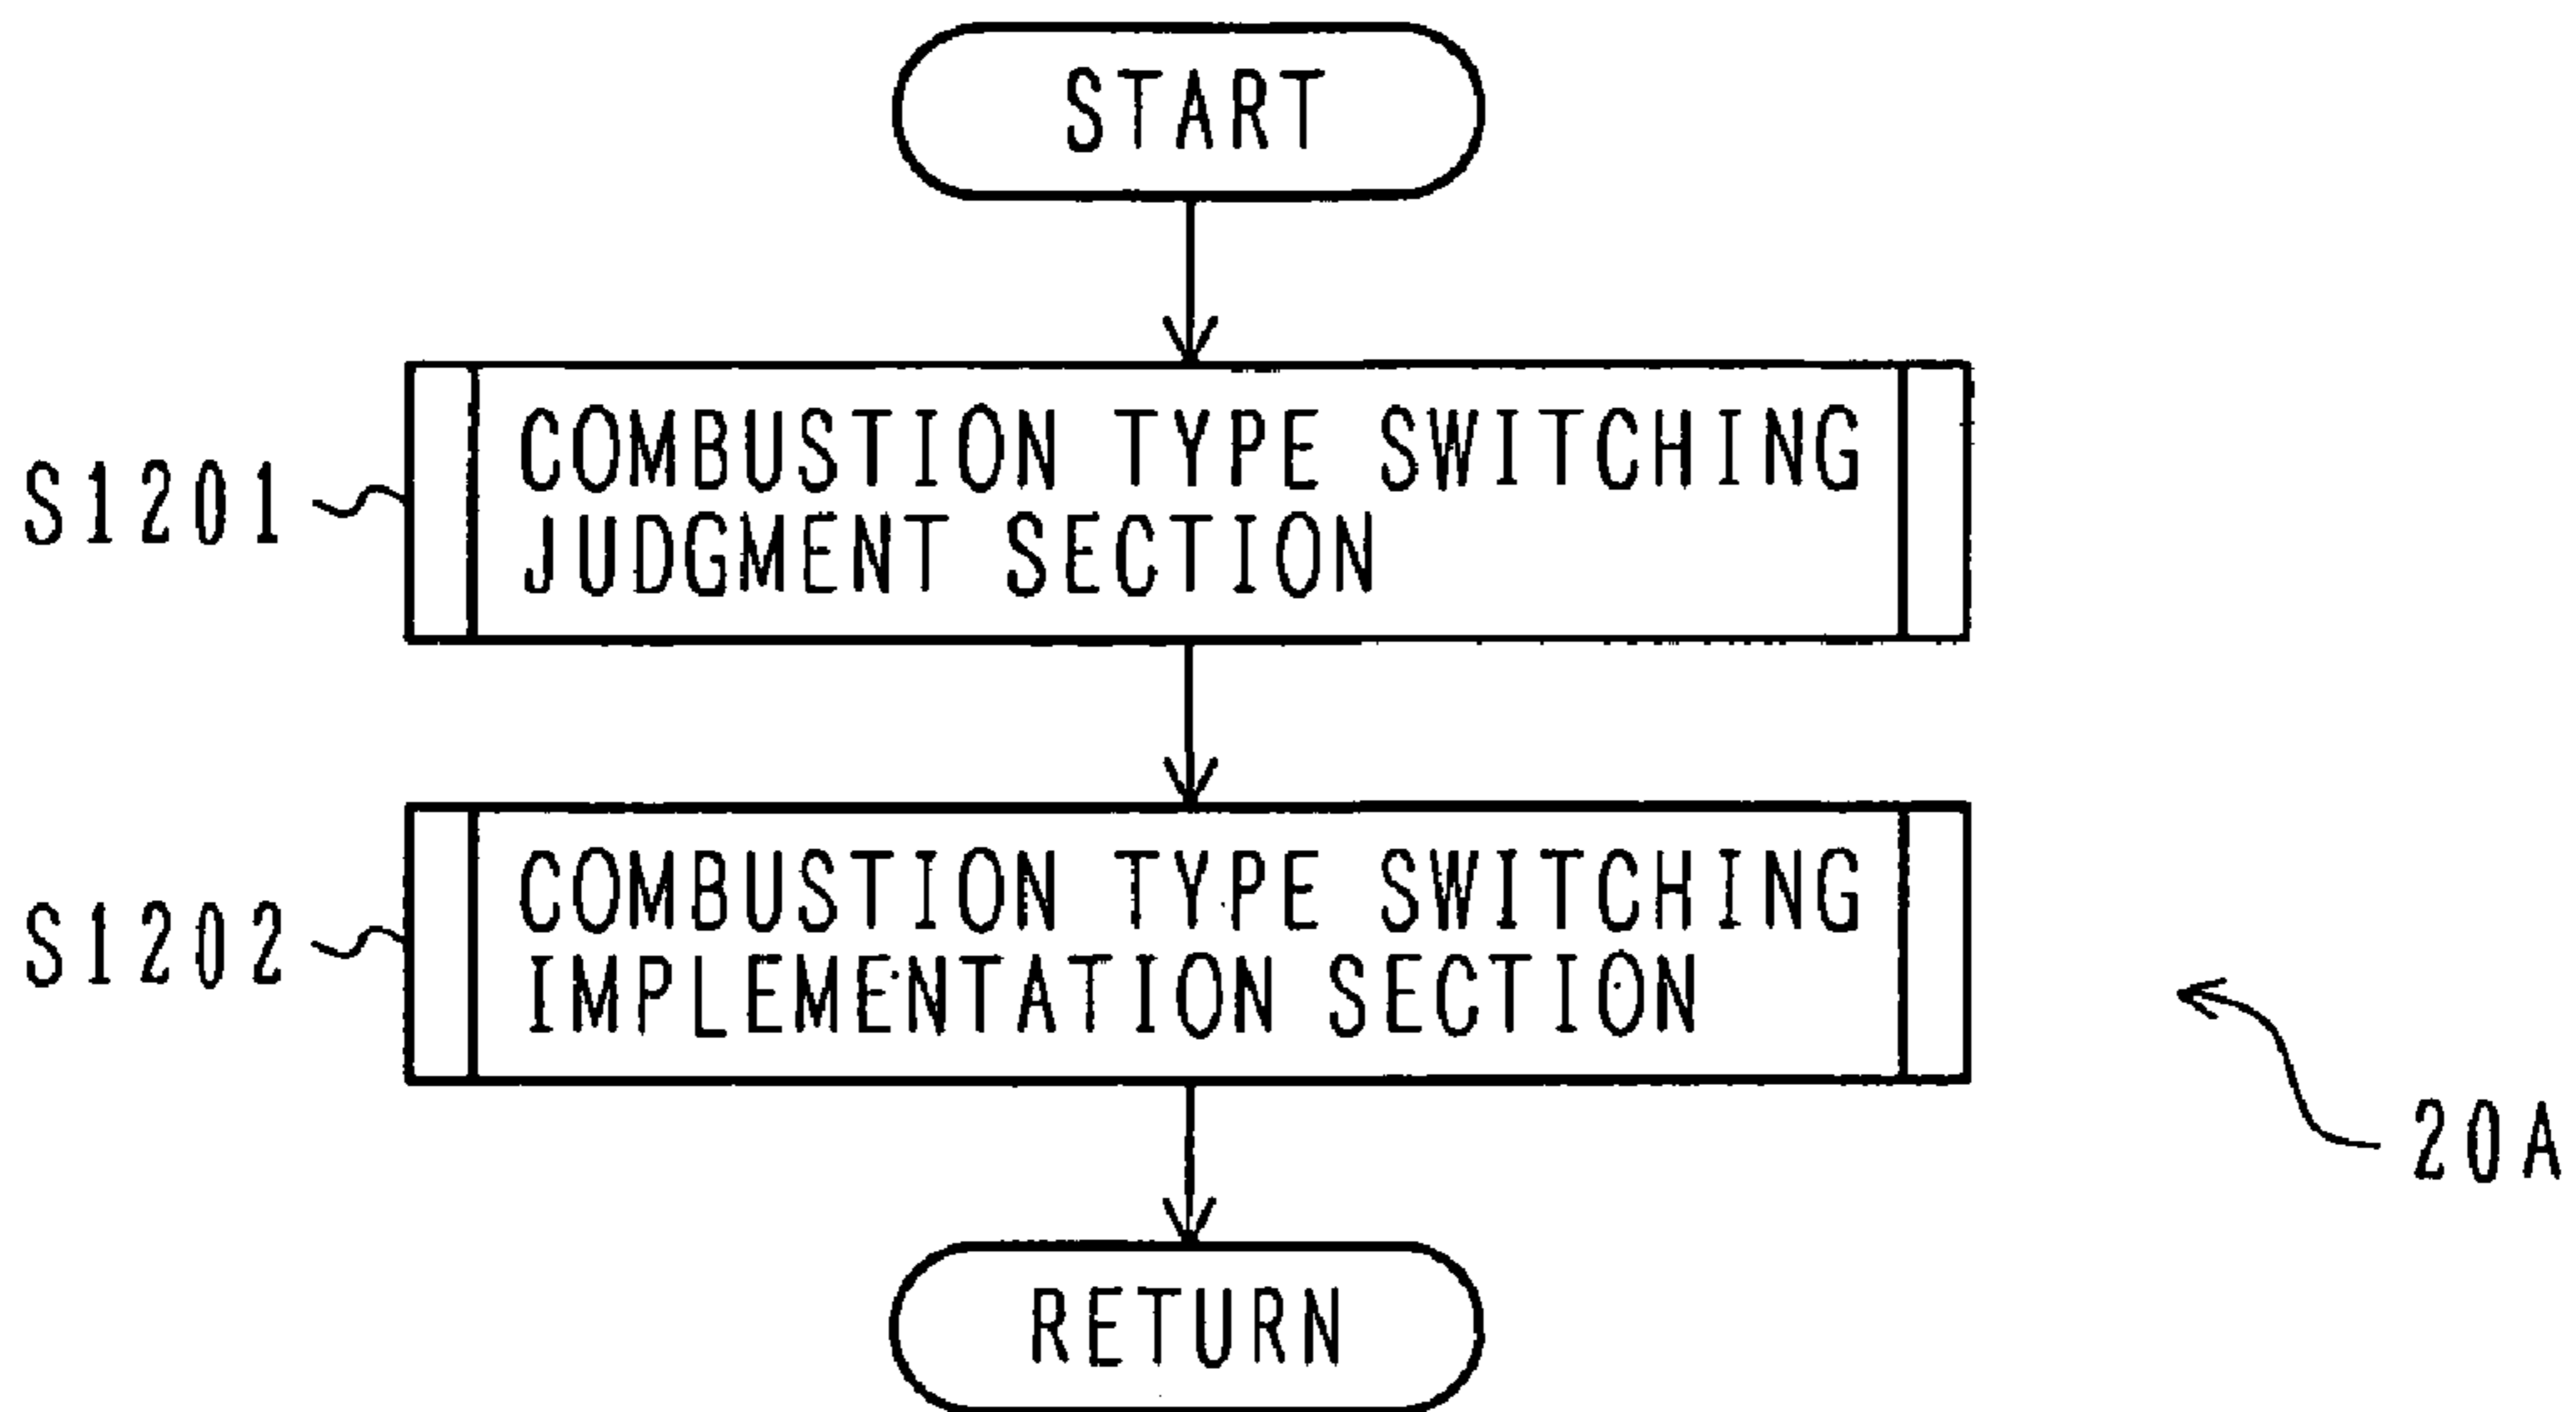 START
S1201
COMBUSTION TYPE SWITCHING
JUDGMENT SECTION
S1202
COMBUSTION TYPE SWITCHING
IMPLEMENTATION SECTION
20A
RETURN